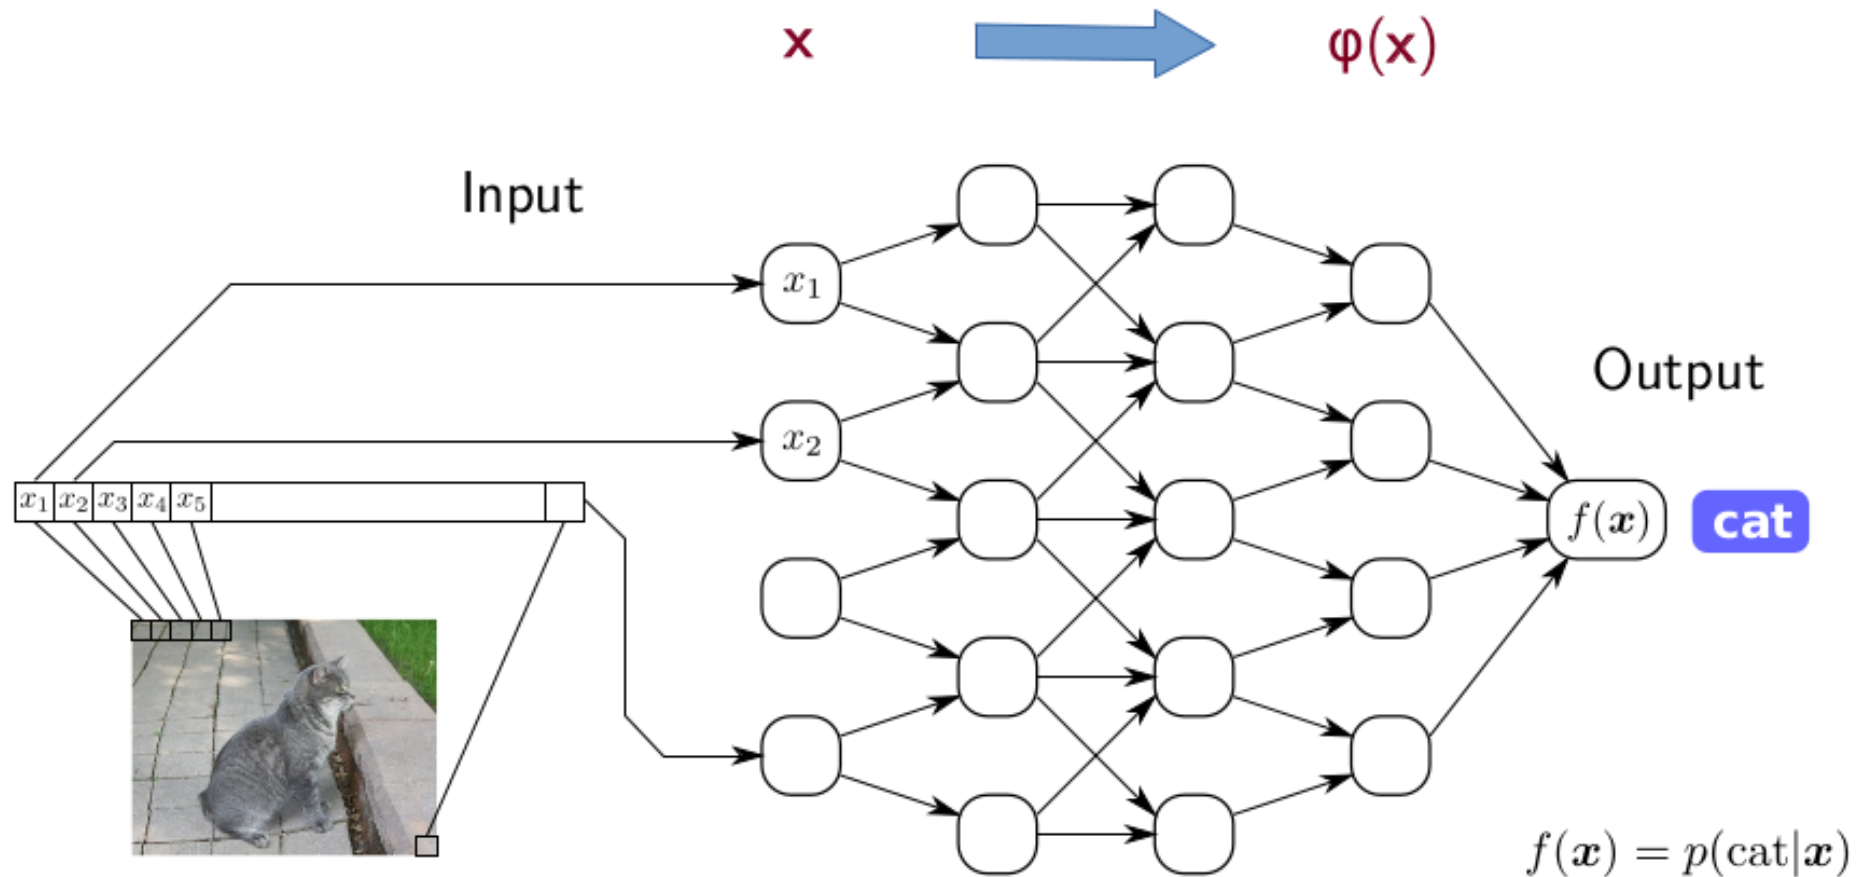 x φ(x)
Input
x₁
Output
x₂
x₁ x₂ x₃ x₄ x₅
f(x) cat
f(x) = p(cat|x)